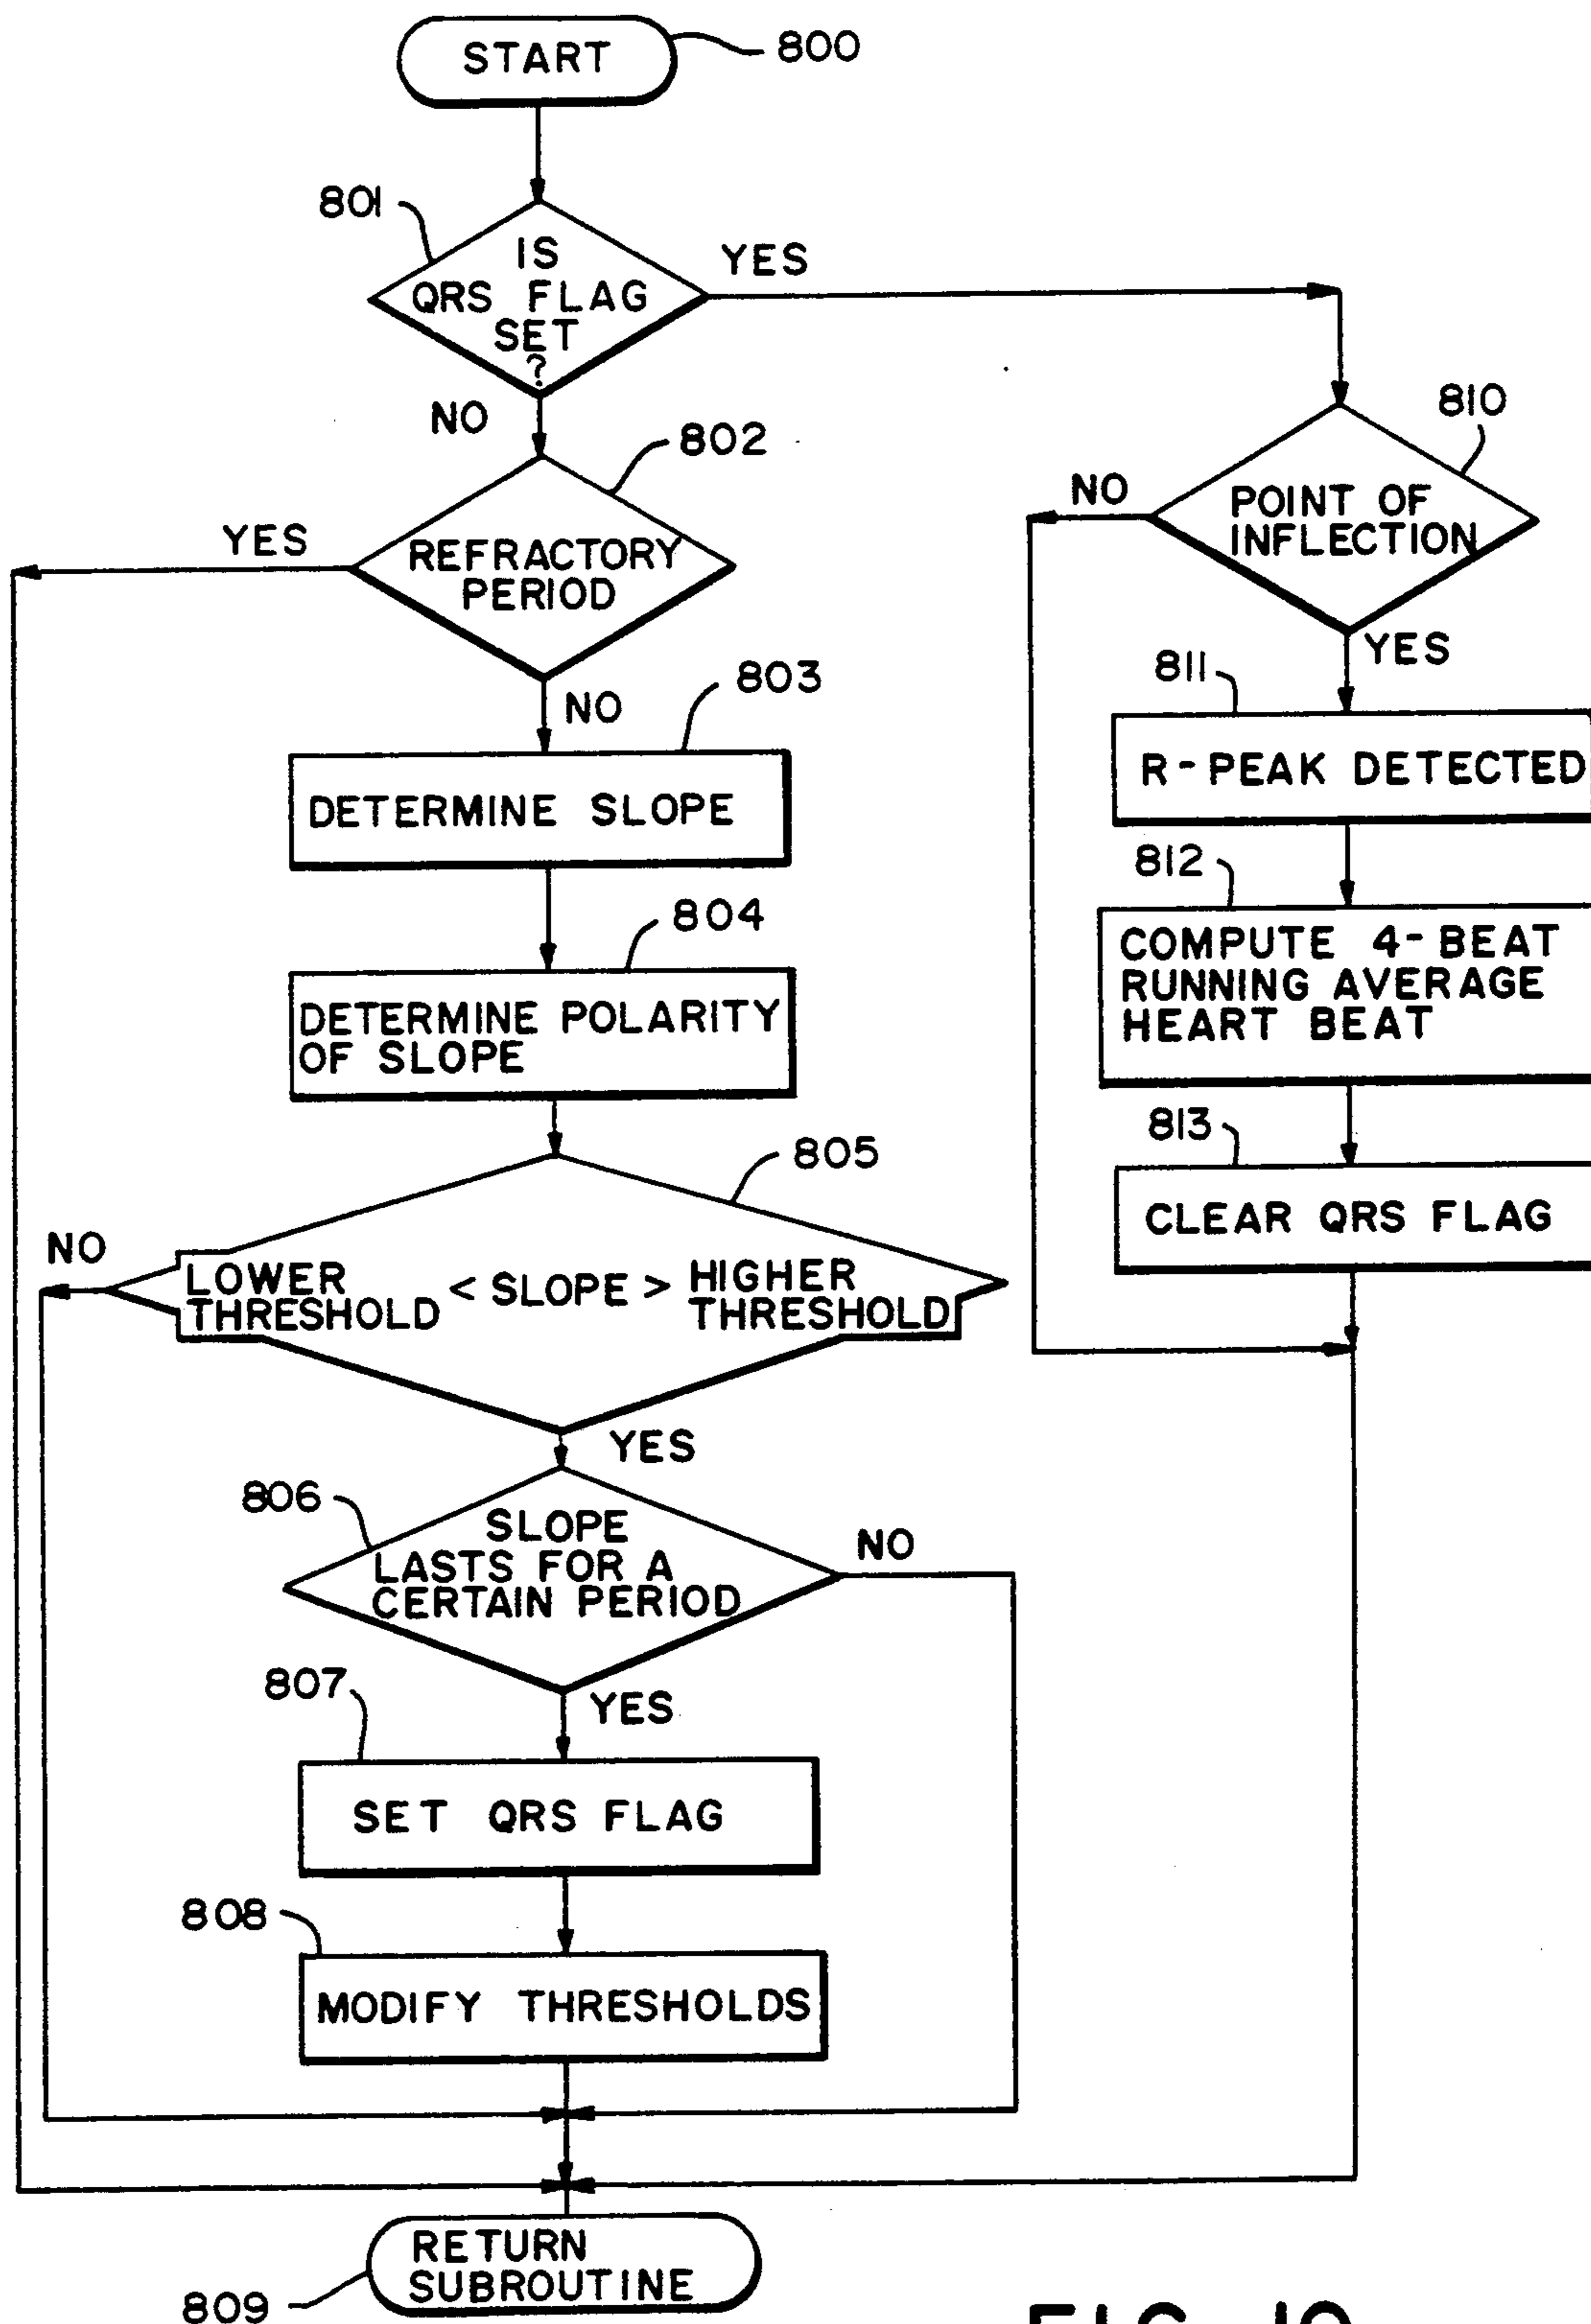 START
800
801
IS
QRS FLAG
SET
?
YES
NO
802
REFRACTORY
PERIOD
YES
NO
803
DETERMINE SLOPE
804
DETERMINE POLARITY
OF SLOPE
805
LOWER
THRESHOLD
< SLOPE >
HIGHER
THRESHOLD
NO
YES
806
SLOPE
LASTS FOR A
CERTAIN PERIOD
NO
YES
807
SET QRS FLAG
808
MODIFY THRESHOLDS
RETURN
SUBROUTINE
809
810
POINT OF
INFLECTION
NO
YES
811
R-PEAK DETECTED
812
COMPUTE 4-BEAT
RUNNING AVERAGE
HEART BEAT
813
CLEAR QRS FLAG